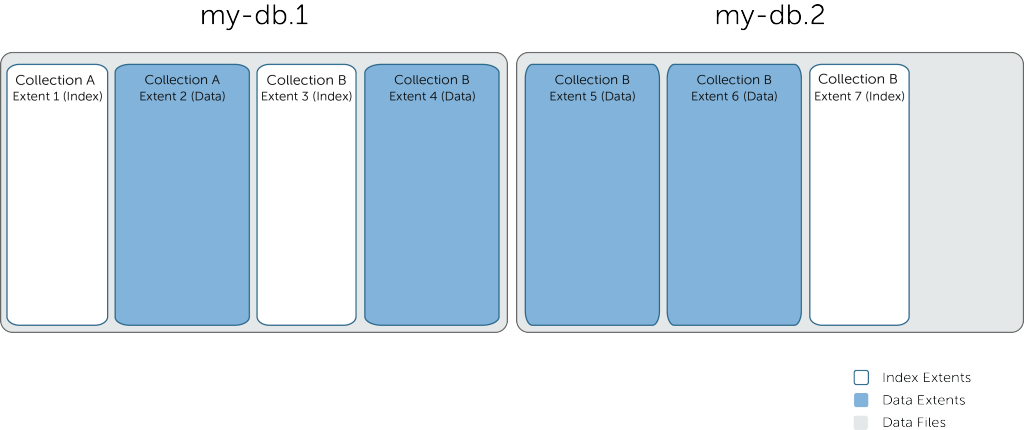 my-db.1
my-db.2
Collection A
Extent 1 (Index)
Collection A
Extent 2 (Data)
Collection B
Extent 3 (Index)
Collection B
Extent 4 (Data)
Collection B
Extent 5 (Data)
Collection B
Extent 6 (Data)
Collection B
Extent 7 (Index)
Index Extents
Data Extents
Data Files